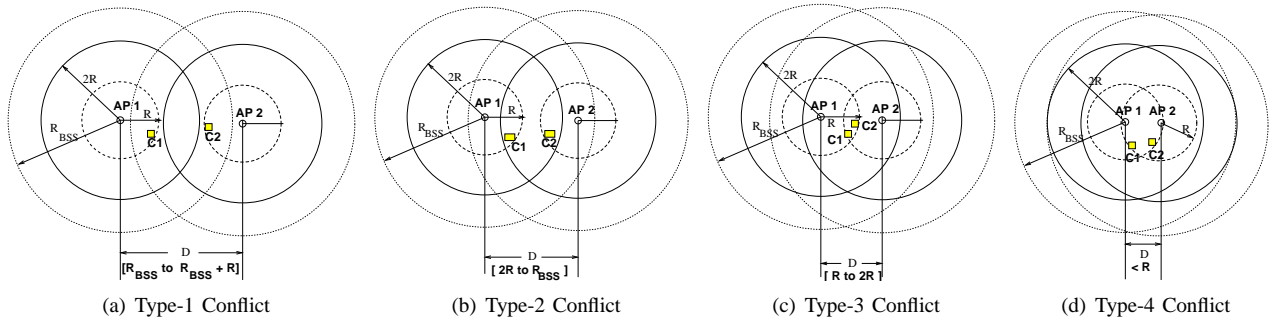 2R
AP 1
R
AP 2
R_BSS
C1
C2
D
[R_BSS to R_BSS + R]
(a) Type-1 Conflict
2R
AP 1
R
AP 2
R_BSS
C1
C2
D
[ 2R to R_BSS ]
(b) Type-2 Conflict
2R
AP 1
AP 2
R
C2
R_BSS
C1
D
[ R to 2R ]
(c) Type-3 Conflict
2R
AP 1
AP 2
R
R_BSS
C1
C2
D
< R
(d) Type-4 Conflict